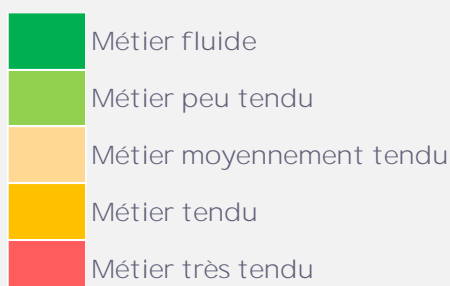 Métier fluide
Métier peu tendu
Métier moyennement tendu
Métier tendu
Métier très tendu